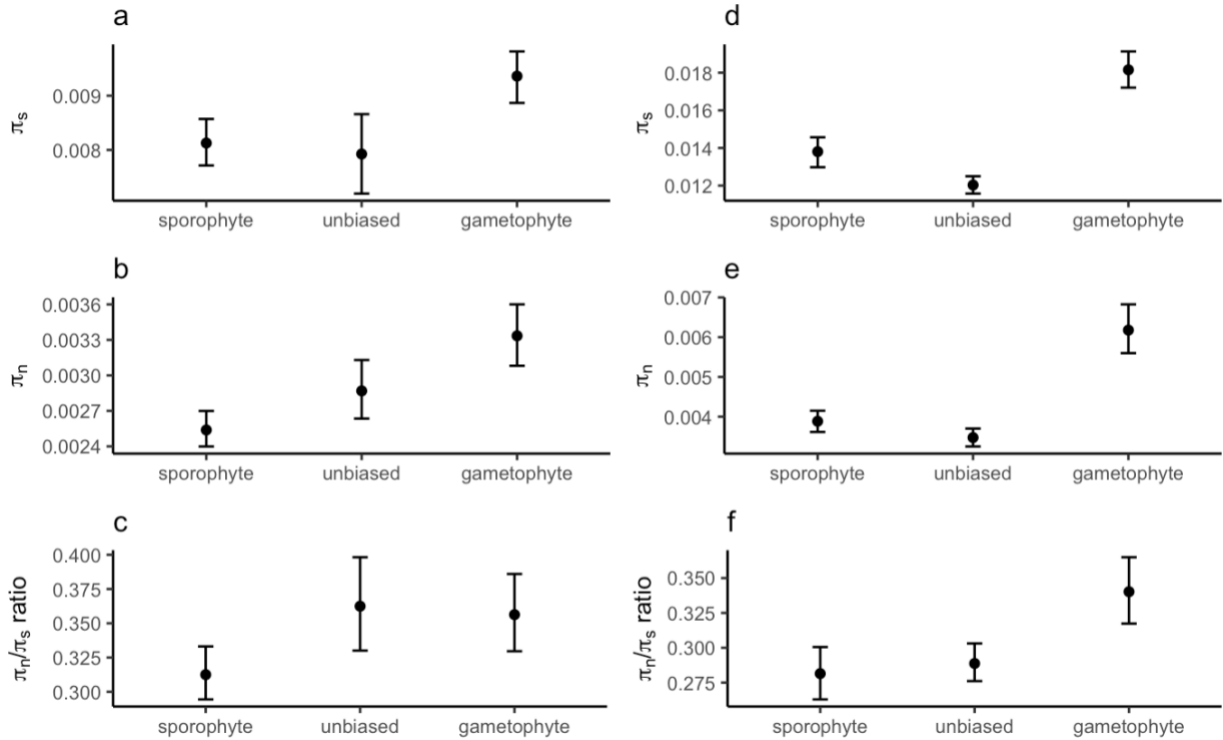 a
πs
0.009
0.008
sporophyte unbiased gametophyte
b
πn
0.0036
0.0033
0.0030
0.0027
0.0024
sporophyte unbiased gametophyte
c
πn/πs ratio
0.400
0.375
0.350
0.325
0.300
sporophyte unbiased gametophyte
d
πs
0.018
0.016
0.014
0.012
sporophyte unbiased gametophyte
e
πn
0.007
0.006
0.005
0.004
sporophyte unbiased gametophyte
f
πn/πs ratio
0.350
0.325
0.300
0.275
sporophyte unbiased gametophyte